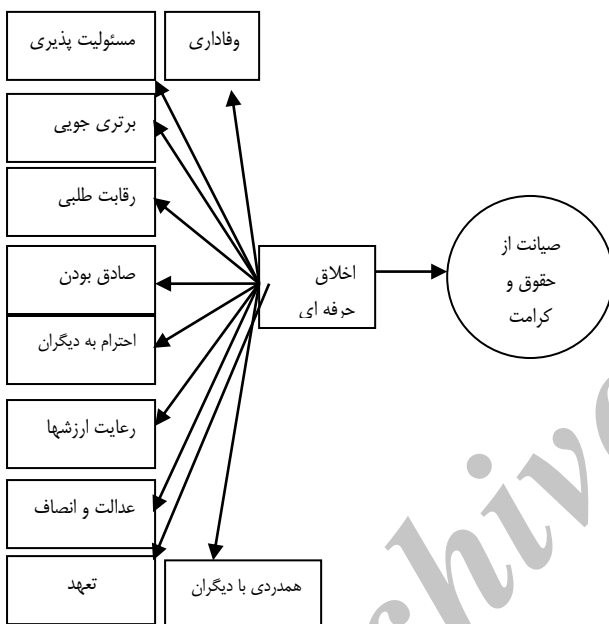 وفاداری
مسئولیت پذیری
برتری جویی
رقابت طلبی
صادق بودن
احترام به دیگران
رعایت ارزشها
عدالت و انصاف
تعهد
همدردی با دیگران
اخلاق
حرفه ای
صیانت از
حقوق و
کرامت
chive